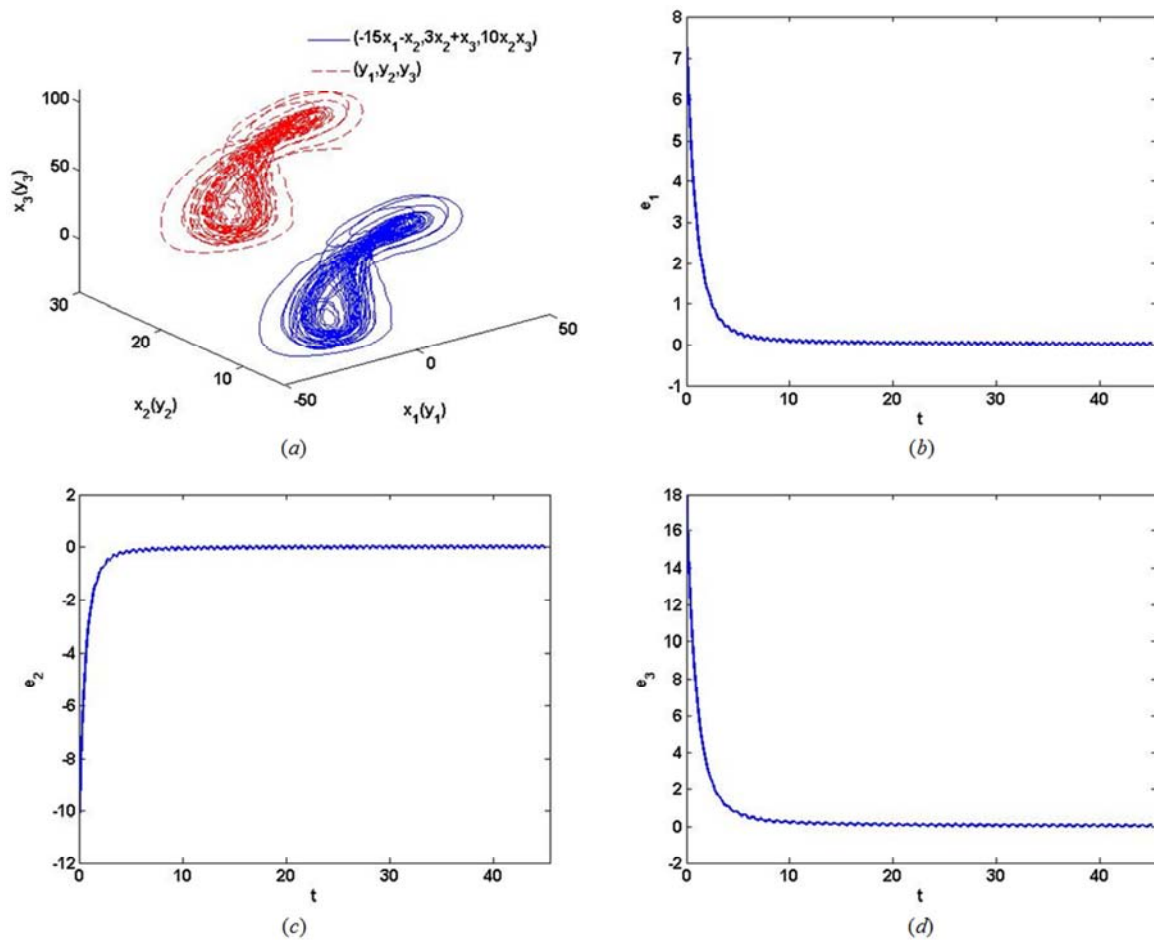 (-15x₁-x₂,3x₂+x₃,10x₂x₃)
(y₁,y₂,y₃)
100
50
0
x₃(y₃)
30
20
10
x₂(y₂)
-50
0
50
x₁(y₁)
(a)
8
7
6
5
4
3
2
1
0
-1
e₁
0 10 20 30 40
t
(b)
2
0
-2
-4
-6
-8
-10
-12
e₂
0 10 20 30 40
t
(c)
18
16
14
12
10
8
6
4
2
0
-2
e₃
0 10 20 30 40
t
(d)